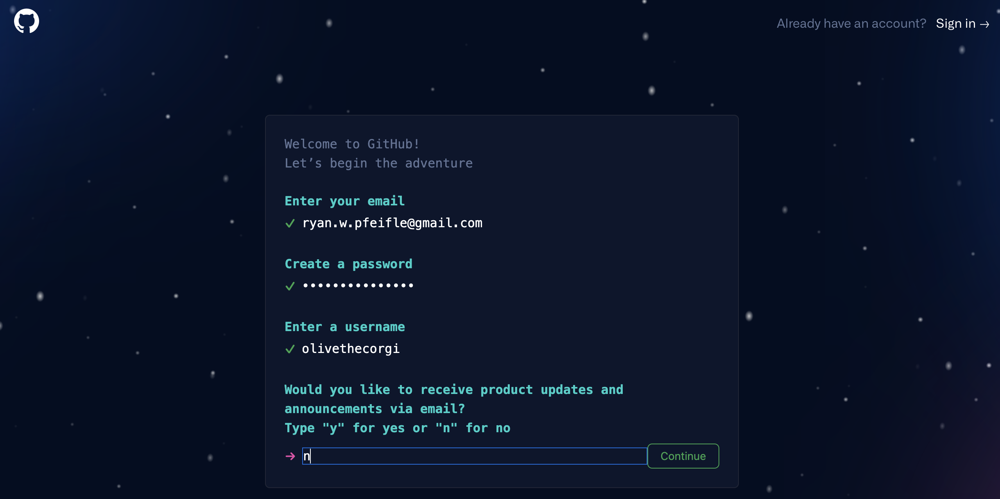 Already have an account? Sign in →
Welcome to GitHub!
Let’s begin the adventure
Enter your email
✓ ryan.w.pfeifle@gmail.com
Create a password
✓ •••••••••••••••
Enter a username
✓ olivethecorgi
Would you like to receive product updates and
announcements via email?
Type "y" for yes or "n" for no
→ n Continue